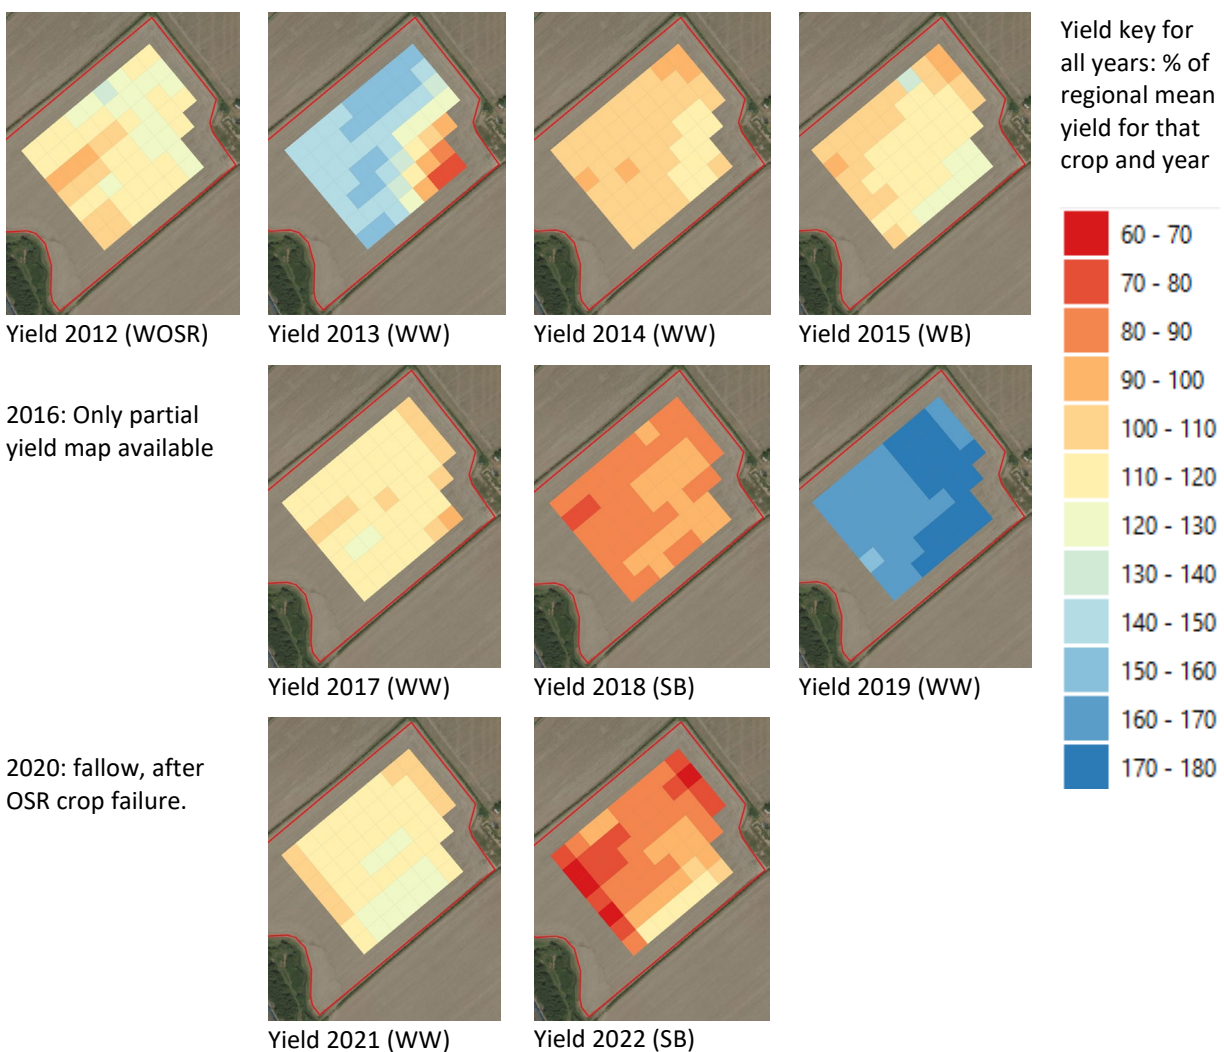 Yield 2012 (WOSR)
Yield 2013 (WW)
Yield 2014 (WW)
Yield 2015 (WB)
Yield key for
all years: % of
regional mean
yield for that
crop and year
60 - 70
70 - 80
80 - 90
90 - 100
100 - 110
110 - 120
120 - 130
130 - 140
140 - 150
150 - 160
160 - 170
170 - 180
2016: Only partial
yield map available
Yield 2017 (WW)
Yield 2018 (SB)
Yield 2019 (WW)
2020: fallow, after
OSR crop failure.
Yield 2021 (WW)
Yield 2022 (SB)